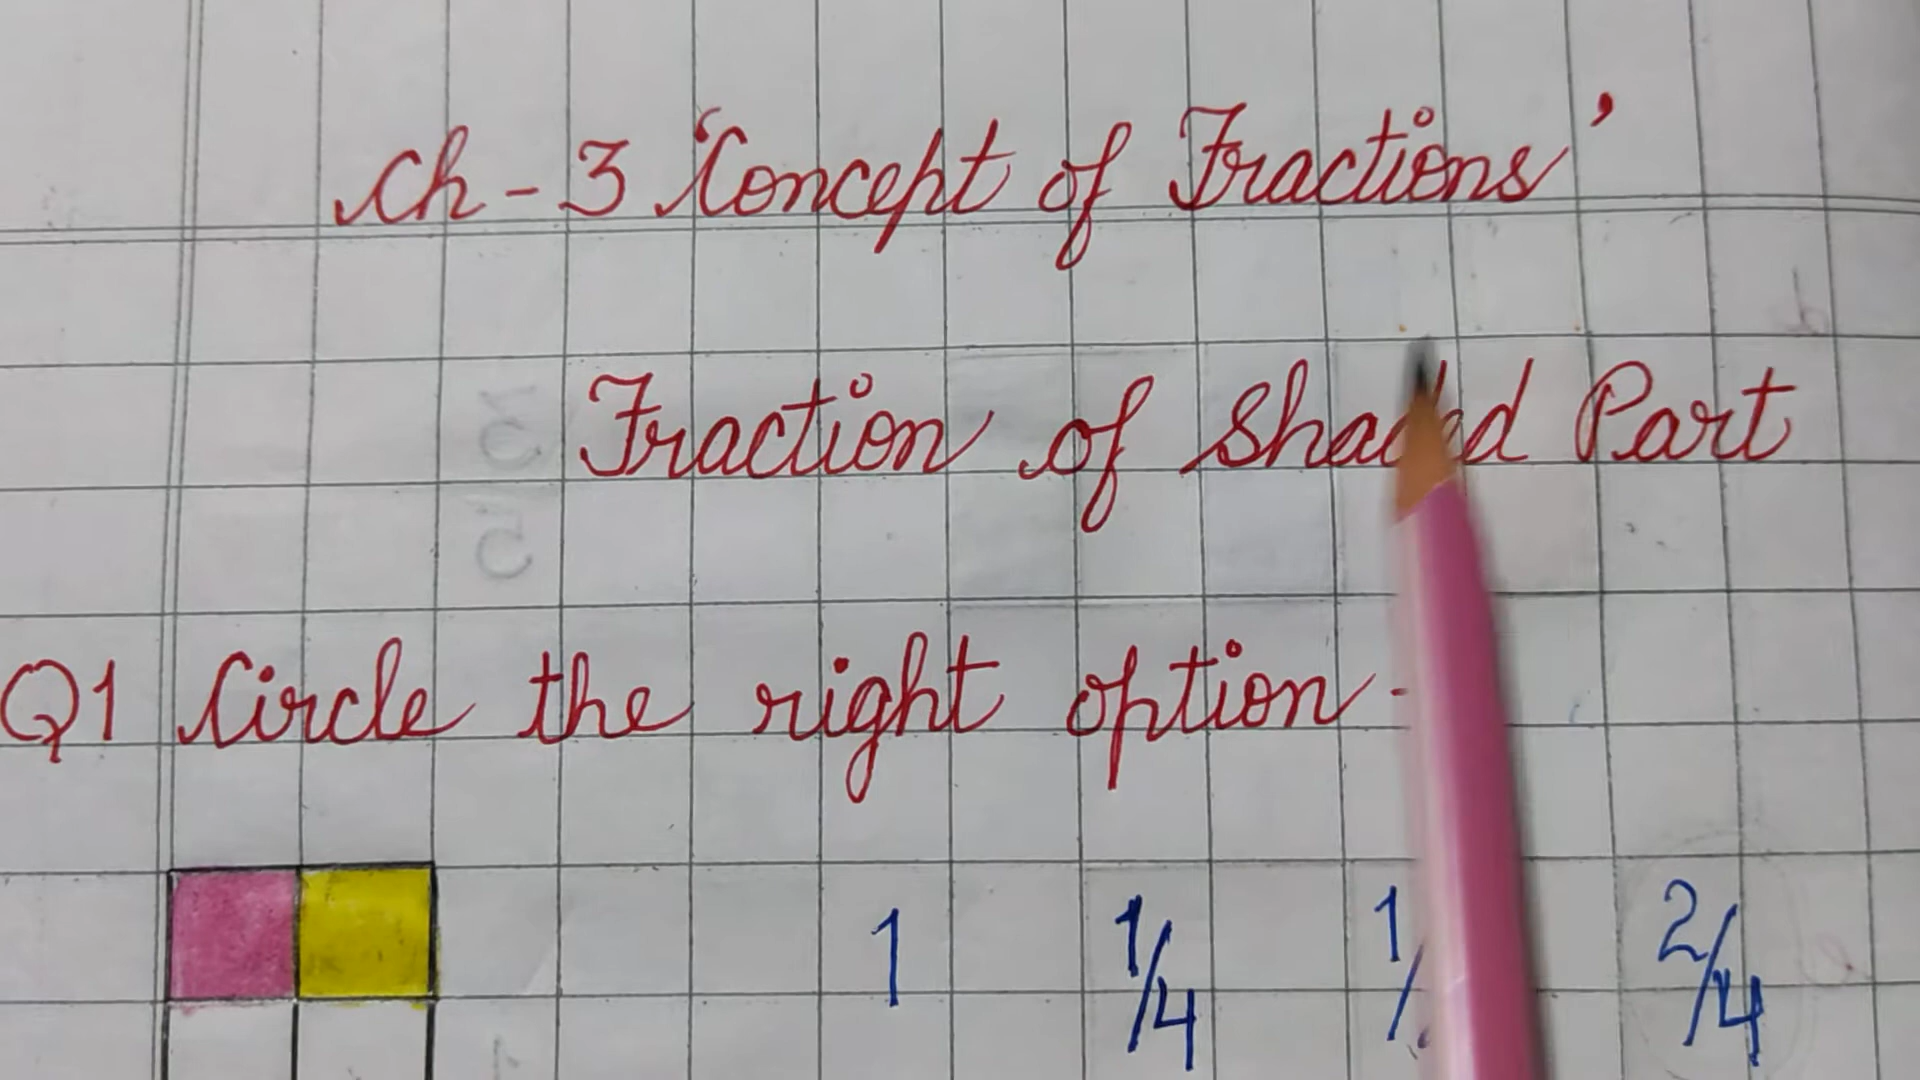 Ch - 3 'Concept of Fractions'
Fraction of Shaded Part
Q1 Circle the right option -
1 1/4 1/ 2/4